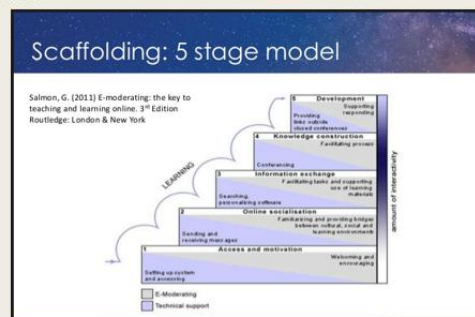 Scaffolding: 5 stage model
Salmon, G. (2011) E-moderating: the key to
teaching and learning online. 3rd Edition
Routledge: London & New York
5 Development
Supporting
responding
Providing
links outside
closed conferences
4 Knowledge construction
Facilitating process
Conferencing
3 Information exchange
Facilitating tasks and supporting
use of learning
materials
Searching,
personalising software
2 Online socialisation
Familiarising and providing bridges
between cultural, social and
learning environments
Sending and
receiving messages
1 Access and motivation
Welcoming and
encouraging
Setting up system
and accessing
LEARNING
amount of interactivity
E-Moderating
Technical support